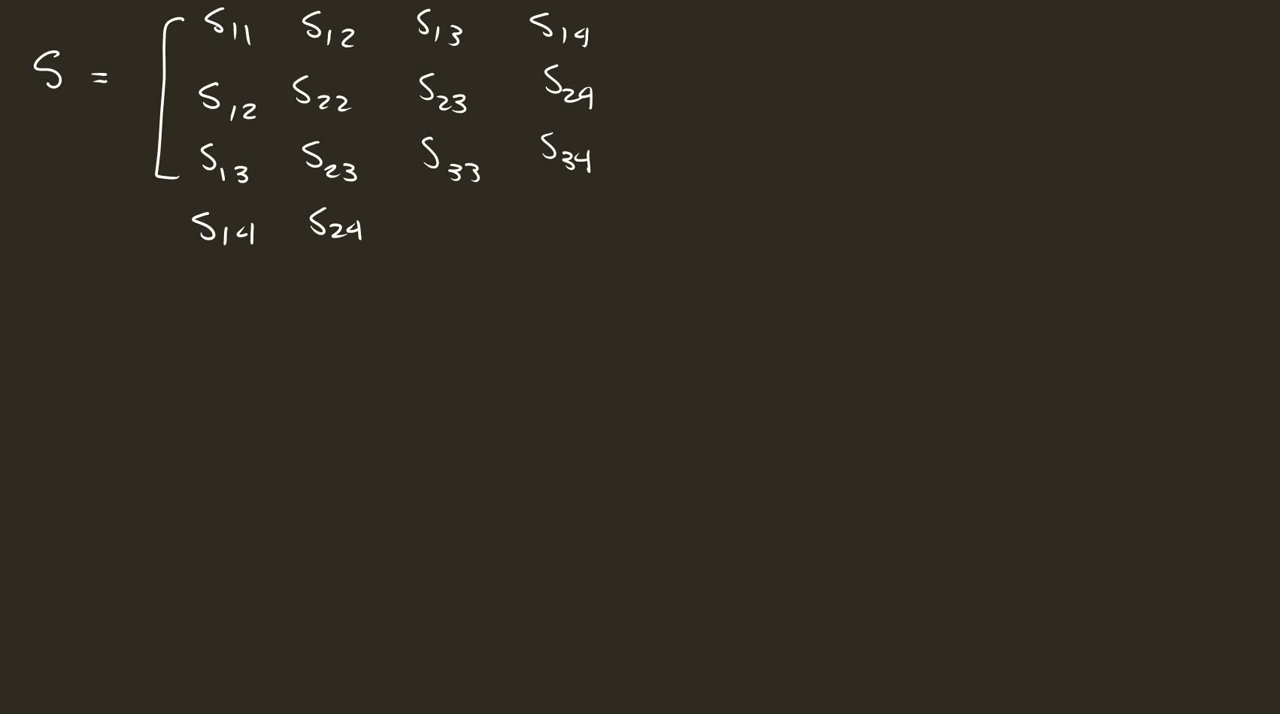 S = [ S₁₁ S₁₂ S₁₃ S₁₄
S₁₂ S₂₂ S₂₃ S₂₄
S₁₃ S₂₃ S₃₃ S₃₄
S₁₄ S₂₄